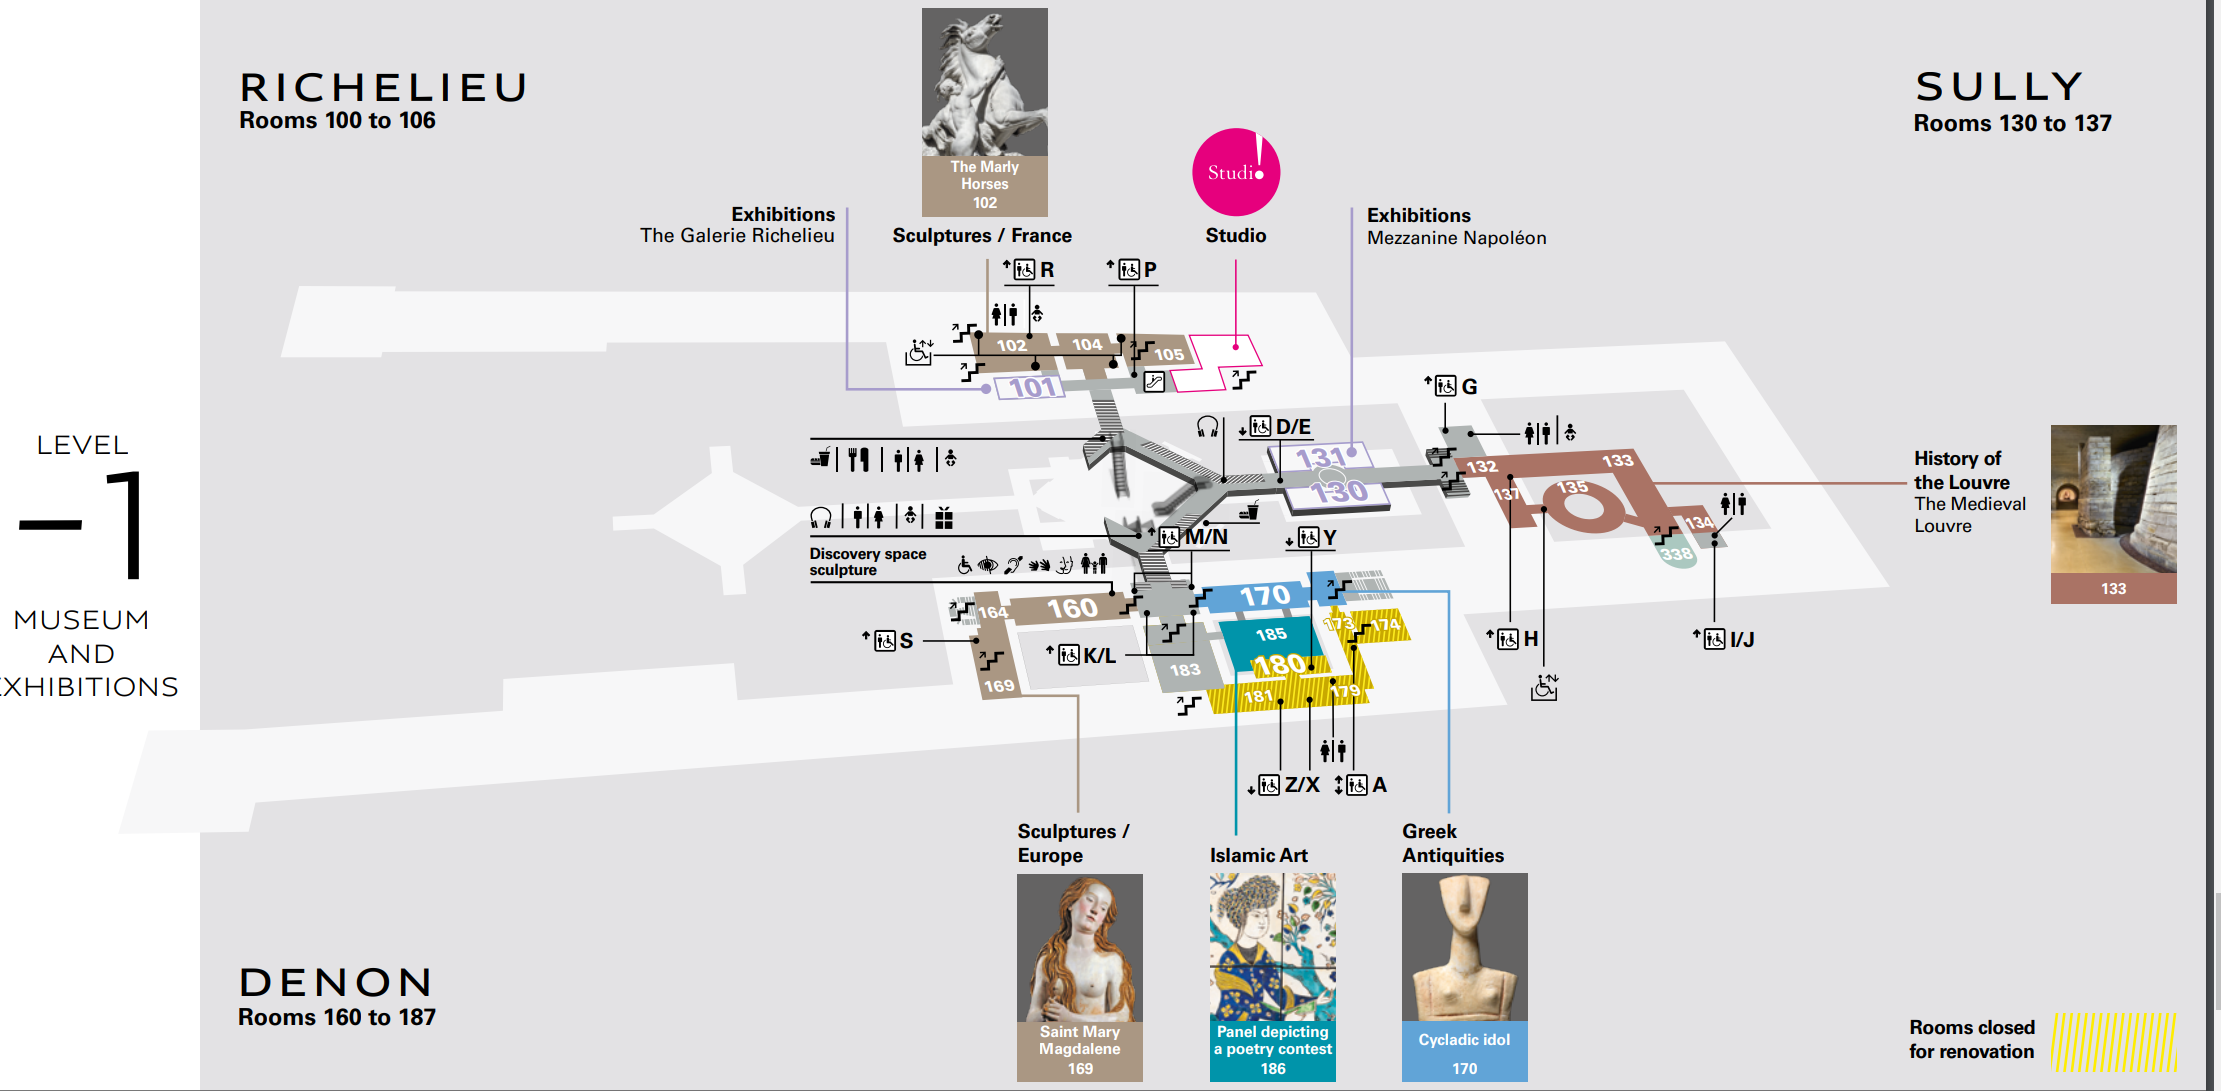 RICHELIEU
Rooms 100 to 106
SULLY
Rooms 130 to 137
The Marly
Horses
102
Studi!
Exhibitions
The Galerie Richelieu
Sculptures / France
Studio
Exhibitions
Mezzanine Napoléon
R
P
102
104
105
101
G
D/E
131
130
132
133
137
135
134
338
History of
the Louvre
The Medieval
Louvre
133
LEVEL
–1
MUSEUM
AND
EXHIBITIONS
M/N
Y
Discovery space
sculpture
164
160
170
173
174
185
180
183
181
179
169
S
K/L
H
I/J
Z/X
A
Sculptures /
Europe
Islamic Art
Greek
Antiquities
Saint Mary
Magdalene
169
Panel depicting
a poetry contest
186
Cycladic idol
170
DENON
Rooms 160 to 187
Rooms closed
for renovation